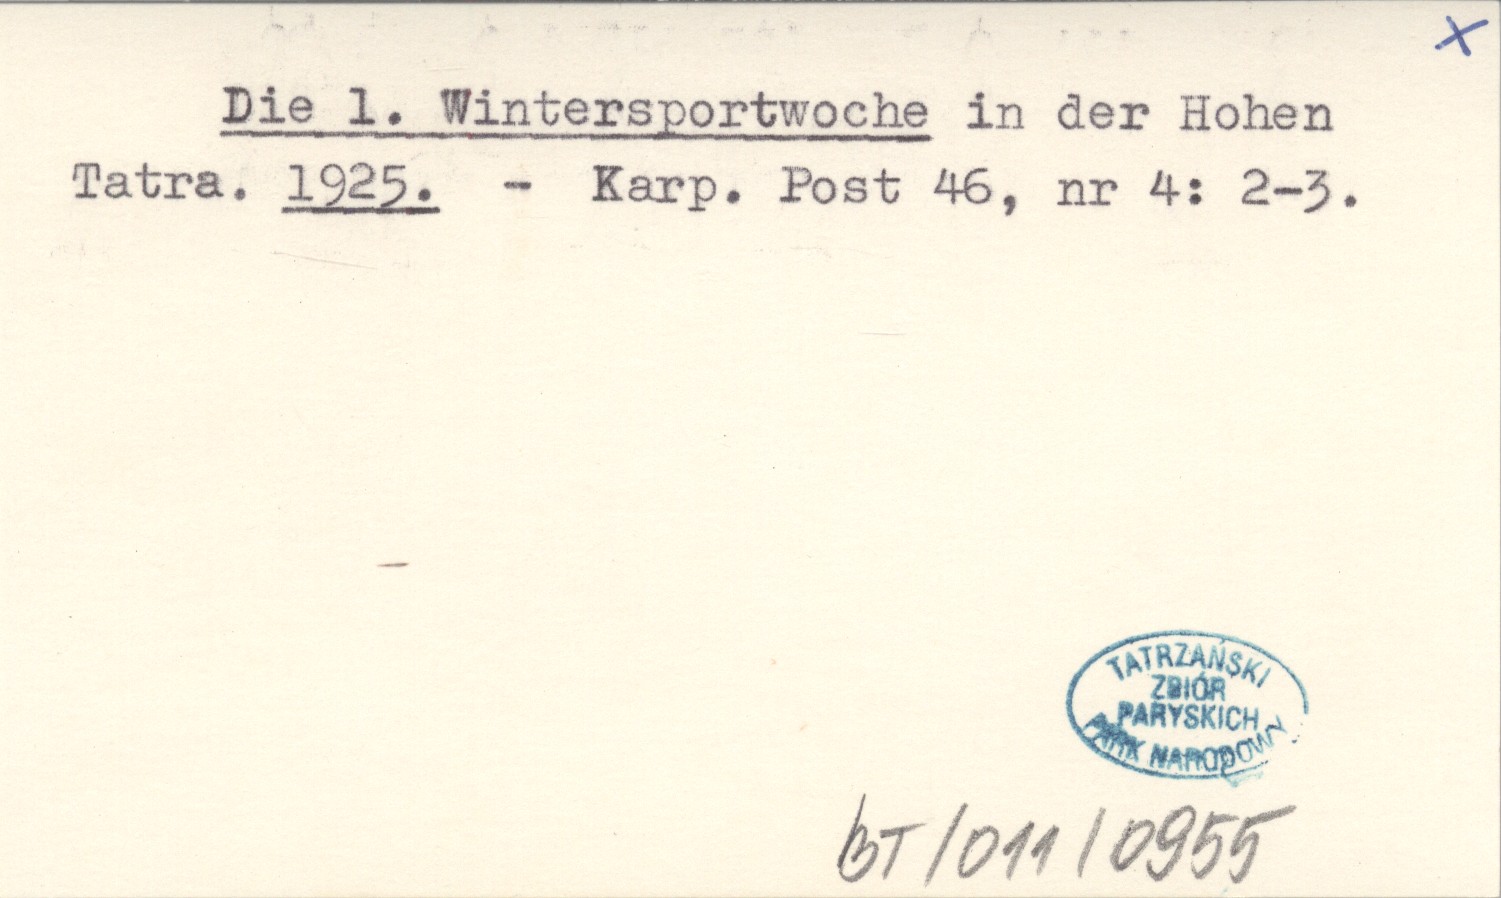 x
Die 1. Wintersportwoche in der Hohen
Tatra. 1925. - Karp. Post 46, nr 4: 2-3.
TATRZAŃSKI
ZBIÓR
PARYSKICH
PARK NARODOWY
BT/011/0955